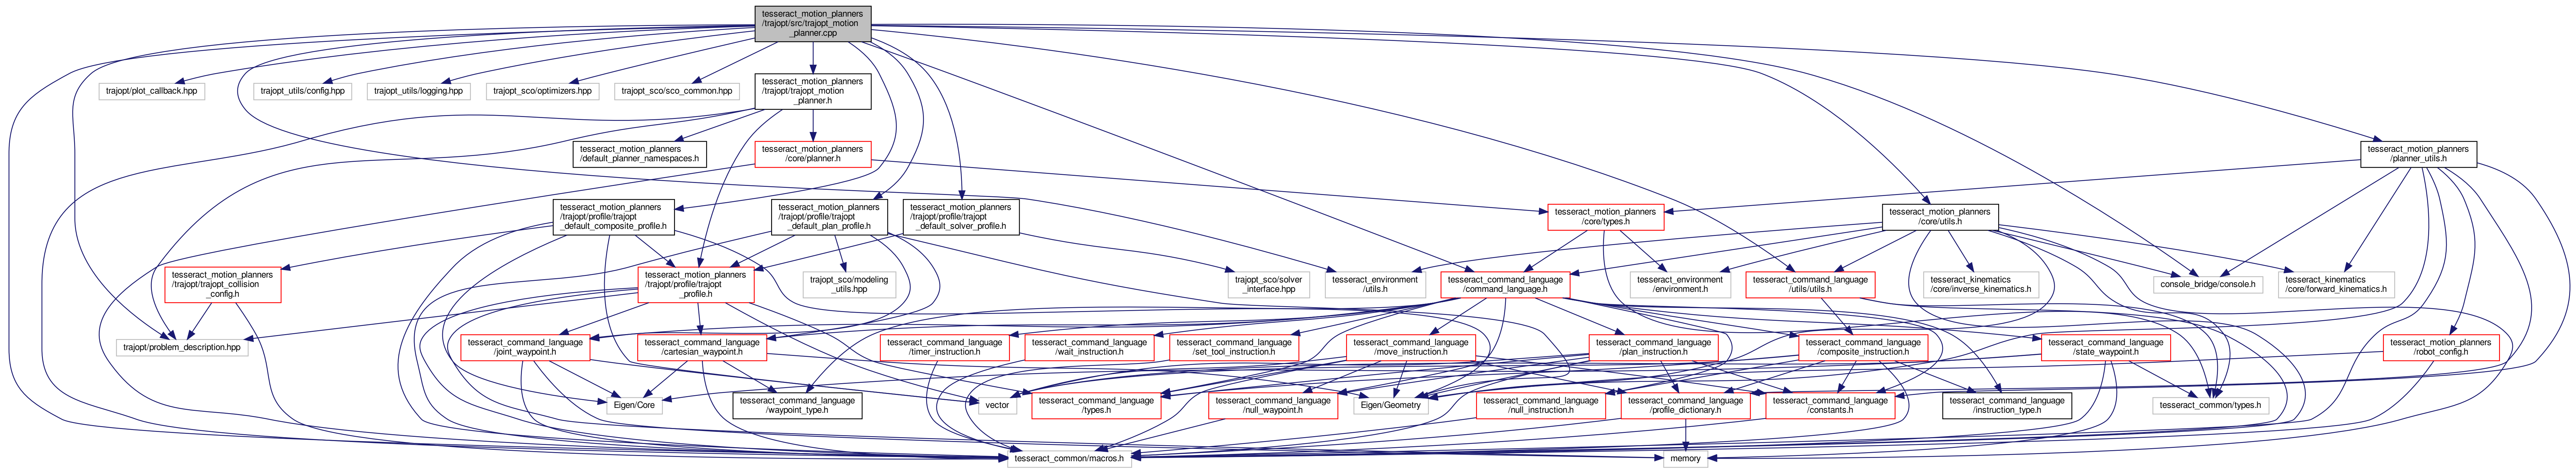 tesseract_motion_planners
/trajopt/src/trajopt_motion
_planner.cpp
trajopt/plot_callback.hpp
trajopt_utils/config.hpp
trajopt_utils/logging.hpp
trajopt_sco/optimizers.hpp
trajopt_sco/sco_common.hpp
tesseract_motion_planners
/trajopt/trajopt_motion
_planner.h
tesseract_motion_planners
/default_planner_namespaces.h
tesseract_motion_planners
/core/planner.h
tesseract_motion_planners
/planner_utils.h
tesseract_motion_planners
/trajopt/profile/trajopt
_default_composite_profile.h
tesseract_motion_planners
/trajopt/profile/trajopt
_default_plan_profile.h
tesseract_motion_planners
/trajopt/profile/trajopt
_default_solver_profile.h
tesseract_motion_planners
/core/types.h
tesseract_motion_planners
/core/utils.h
tesseract_motion_planners
/trajopt/trajopt_collision
_config.h
tesseract_motion_planners
/trajopt/profile/trajopt
_profile.h
trajopt_sco/modeling
_utils.hpp
trajopt_sco/solver
_interface.hpp
tesseract_environment
/utils.h
tesseract_command_language
/command_language.h
tesseract_environment
/environment.h
tesseract_command_language
/utils/utils.h
tesseract_kinematics
/core/inverse_kinematics.h
console_bridge/console.h
tesseract_kinematics
/core/forward_kinematics.h
trajopt/problem_description.hpp
tesseract_command_language
/joint_waypoint.h
tesseract_command_language
/cartesian_waypoint.h
tesseract_command_language
/timer_instruction.h
tesseract_command_language
/wait_instruction.h
tesseract_command_language
/set_tool_instruction.h
tesseract_command_language
/move_instruction.h
tesseract_command_language
/plan_instruction.h
tesseract_command_language
/composite_instruction.h
tesseract_command_language
/state_waypoint.h
tesseract_motion_planners
/robot_config.h
Eigen/Core
tesseract_command_language
/waypoint_type.h
vector
tesseract_command_language
/types.h
tesseract_command_language
/null_waypoint.h
Eigen/Geometry
tesseract_command_language
/null_instruction.h
tesseract_command_language
/profile_dictionary.h
tesseract_command_language
/constants.h
tesseract_command_language
/instruction_type.h
tesseract_common/types.h
tesseract_common/macros.h
memory